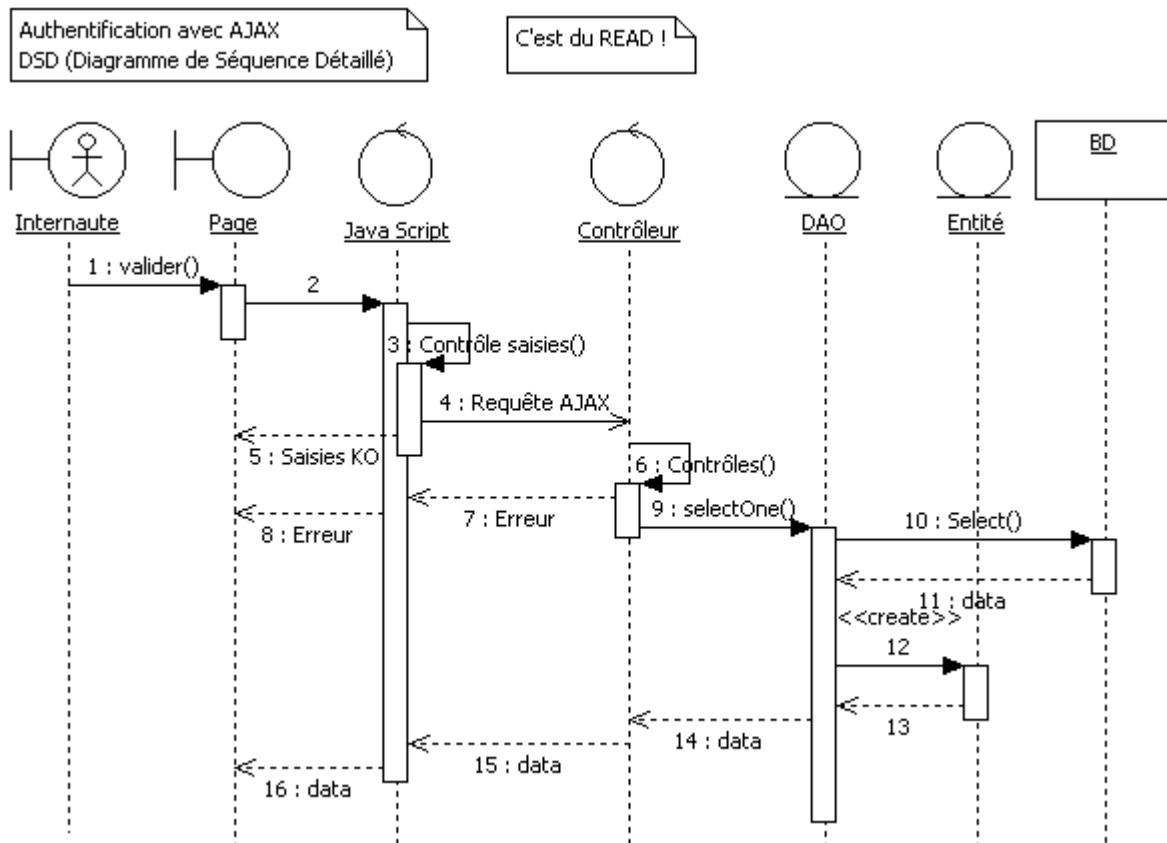 Authentification avec AJAX
DSD (Diagramme de Séquence Détaillé)
C'est du READ !
BD
Internaute
Page
Java Script
Contrôleur
DAO
Entité
1 : valider()
2
3 : Contrôle saisies()
4 : Requête AJAX
5 : Saisies KO
6 : Contrôles()
7 : Erreur
8 : Erreur
9 : selectOne()
10 : Select()
11 : data
<<create>>
12
13
14 : data
15 : data
16 : data